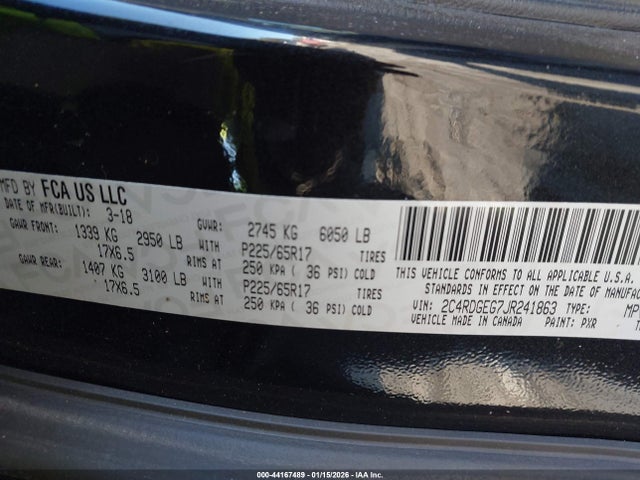 MFD BY FCA US LLC
DATE OF MFR(BUILT): 3-18 GVWR: 2745 KG 6050 LB
GAWR FRONT: 1339 KG 2950 LB WITH P225/65R17 TIRES
17X6.5 RIMS AT 250 KPA ( 36 PSI) COLD
GAWR REAR: 1407 KG 3100 LB WITH P225/65R17 TIRES
17X6.5 RIMS AT 250 KPA ( 36 PSI) COLD
THIS VEHICLE CONFORMS TO ALL APPLICABLE U.S.A.
STANDARDS IN EFFECT ON THE DATE OF MANUFAC
VIN: 2C4RDGEG7JR241863 TYPE: MP
VEHICLE MADE IN CANADA PAINT: PXR
000-44167489 - 01/15/2026 - IAA Inc.